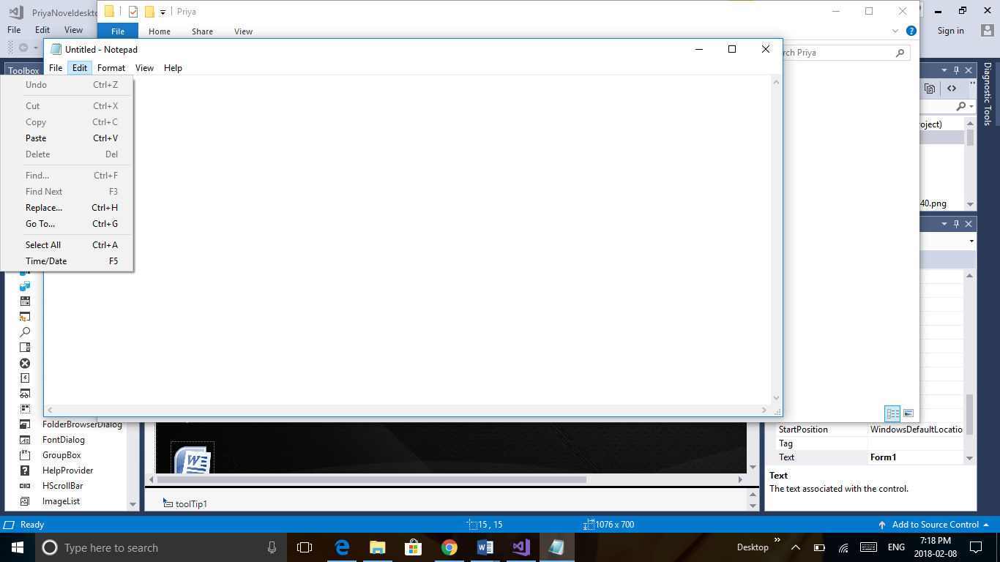 PriyaNoveldeskto
Priya
File Edit View
File Home Share View
Sign in
Untitled - Notepad
rch Priya
File Edit Format View Help
Toolbox
Diagnostic Tools
Undo Ctrl+Z
Cut Ctrl+X
Copy Ctrl+C
Paste Ctrl+V
Delete Del
Find... Ctrl+F
Find Next F3
Replace... Ctrl+H
Go To... Ctrl+G
Select All Ctrl+A
Time/Date F5
oject)
40.png
FolderBrowserDialog
FontDialog
GroupBox
HelpProvider
HScrollBar
ImageList
toolTip1
StartPosition WindowsDefaultLocatio
Tag
Text Form1
Text
The text associated with the control.
Ready 15 , 15 1076 x 700 Add to Source Control
Type here to search
Desktop
ENG
7:18 PM
2018-02-08